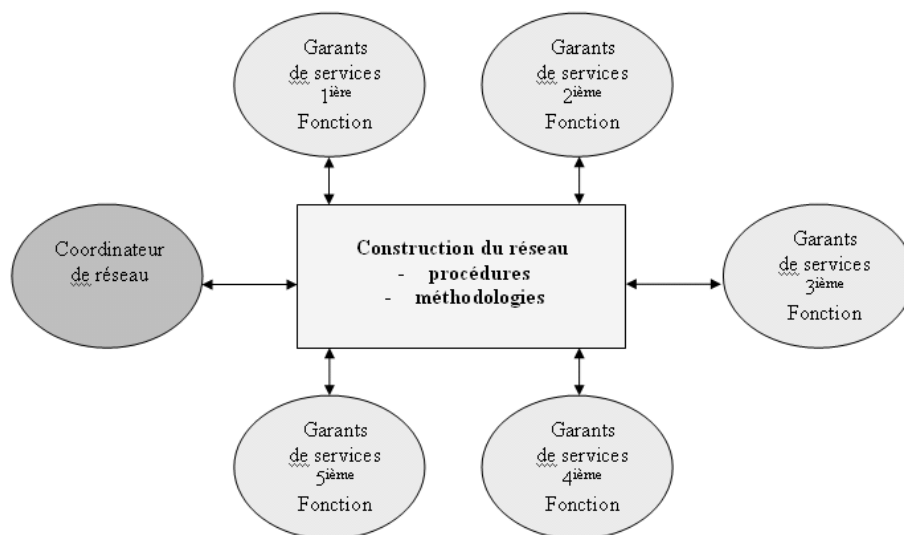 Garants
de services
1ière
Fonction
Garants
de services
2ième
Fonction
Coordinateur
de réseau
Construction du réseau
- procédures
- méthodologies
Garants
de services
3ième
Fonction
Garants
de services
5ième
Fonction
Garants
de services
4ième
Fonction